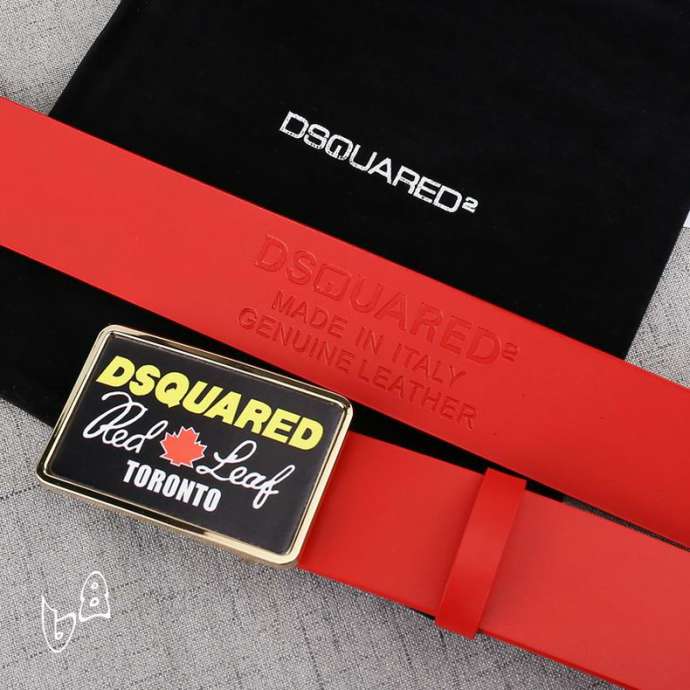 DSQUARED2
DSQUARED2
MADE IN ITALY
GENUINE LEATHER
DSQUARED
Red Leaf
TORONTO